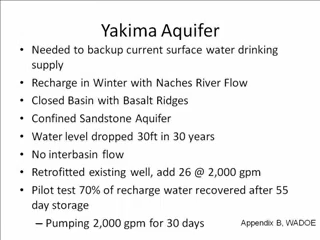 Yakima Aquifer
• Needed to backup current surface water drinking
supply
• Recharge in Winter with Naches River Flow
• Closed Basin with Basalt Ridges
• Confined Sandstone Aquifer
• Water level dropped 30ft in 30 years
• No interbasin flow
• Retrofitted existing well, add 26 @ 2,000 gpm
• Pilot test 70% of recharge water recovered after 55
day storage
– Pumping 2,000 gpm for 30 days
Appendix B, WADOE